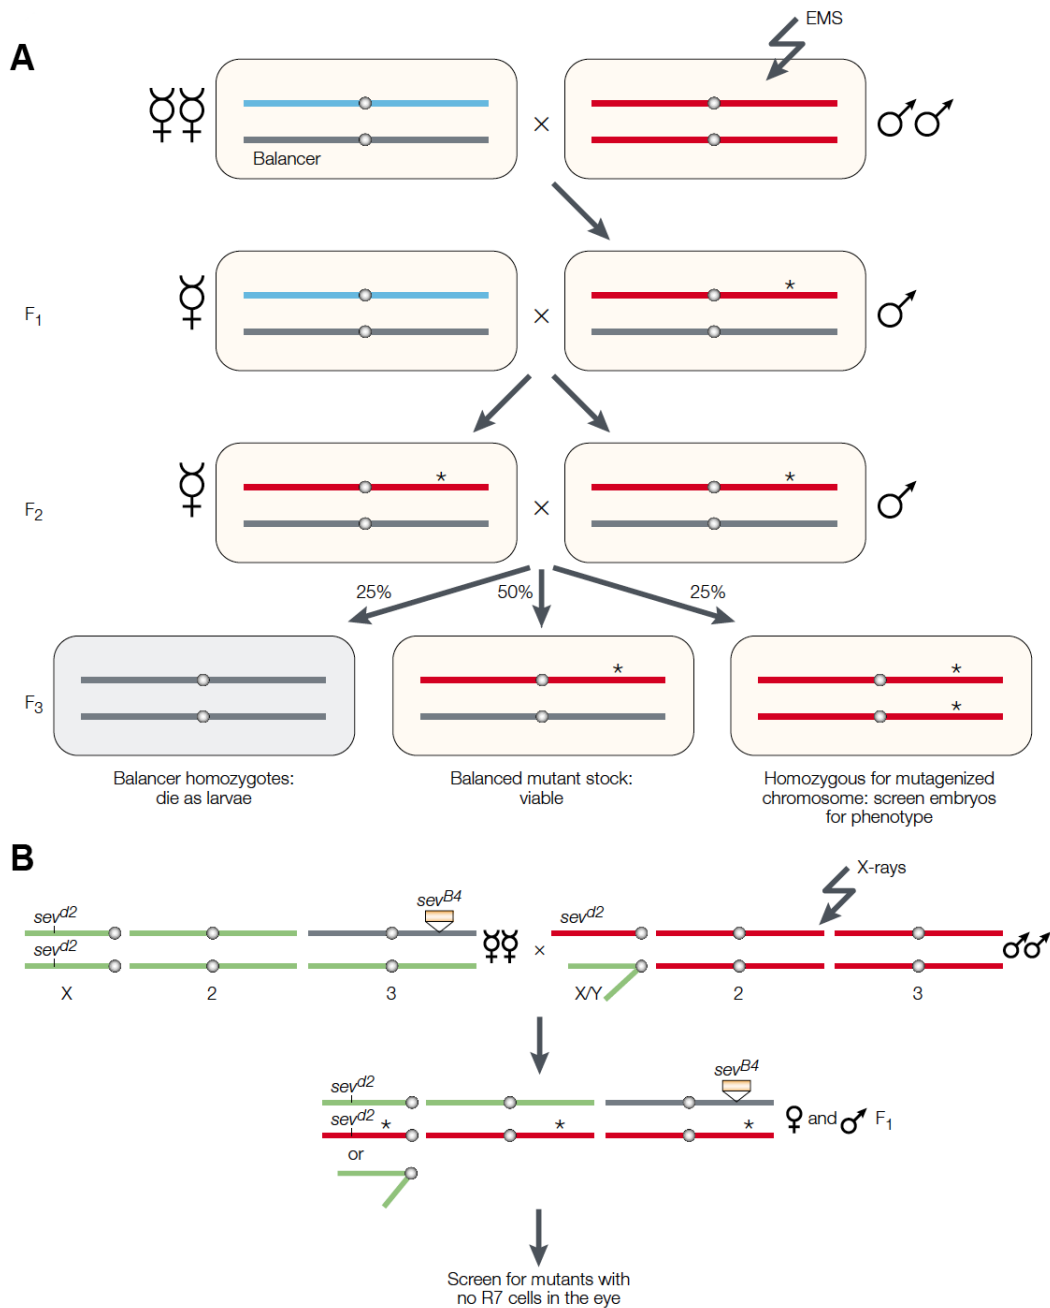 A
EMS
×
Balancer
F1
×
*
F2
*
×
*
25%
50%
25%
F3
*
*
*
Balancer homozygotes:
die as larvae
Balanced mutant stock:
viable
Homozygous for mutagenized
chromosome: screen embryos
for phenotype
B
X-rays
sevB4
sevd2
sevd2
×
sevd2
X
2
3
X/Y
2
3
sevB4
sevd2
sevd2
*
*
*
♀ and ♂ F1
or
Screen for mutants with
no R7 cells in the eye